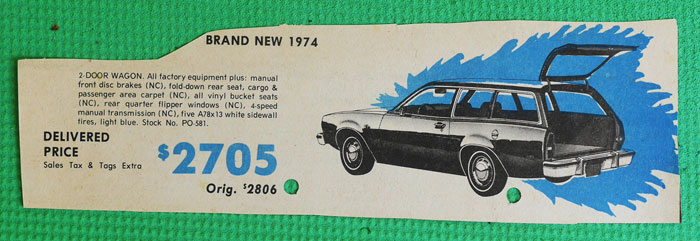 BRAND NEW 1974
2-DOOR WAGON. All factory equipment plus: manual
front disc brakes (NC), fold-down rear seat, cargo &
passenger area carpet (NC), all vinyl bucket seats
(NC), rear quarter flipper windows (NC), 4-speed
manual transmission (NC), five A78x13 white sidewall
tires, light blue. Stock No. PO-581.
DELIVERED
PRICE
Sales Tax & Tags Extra
$2705
Orig. $2806